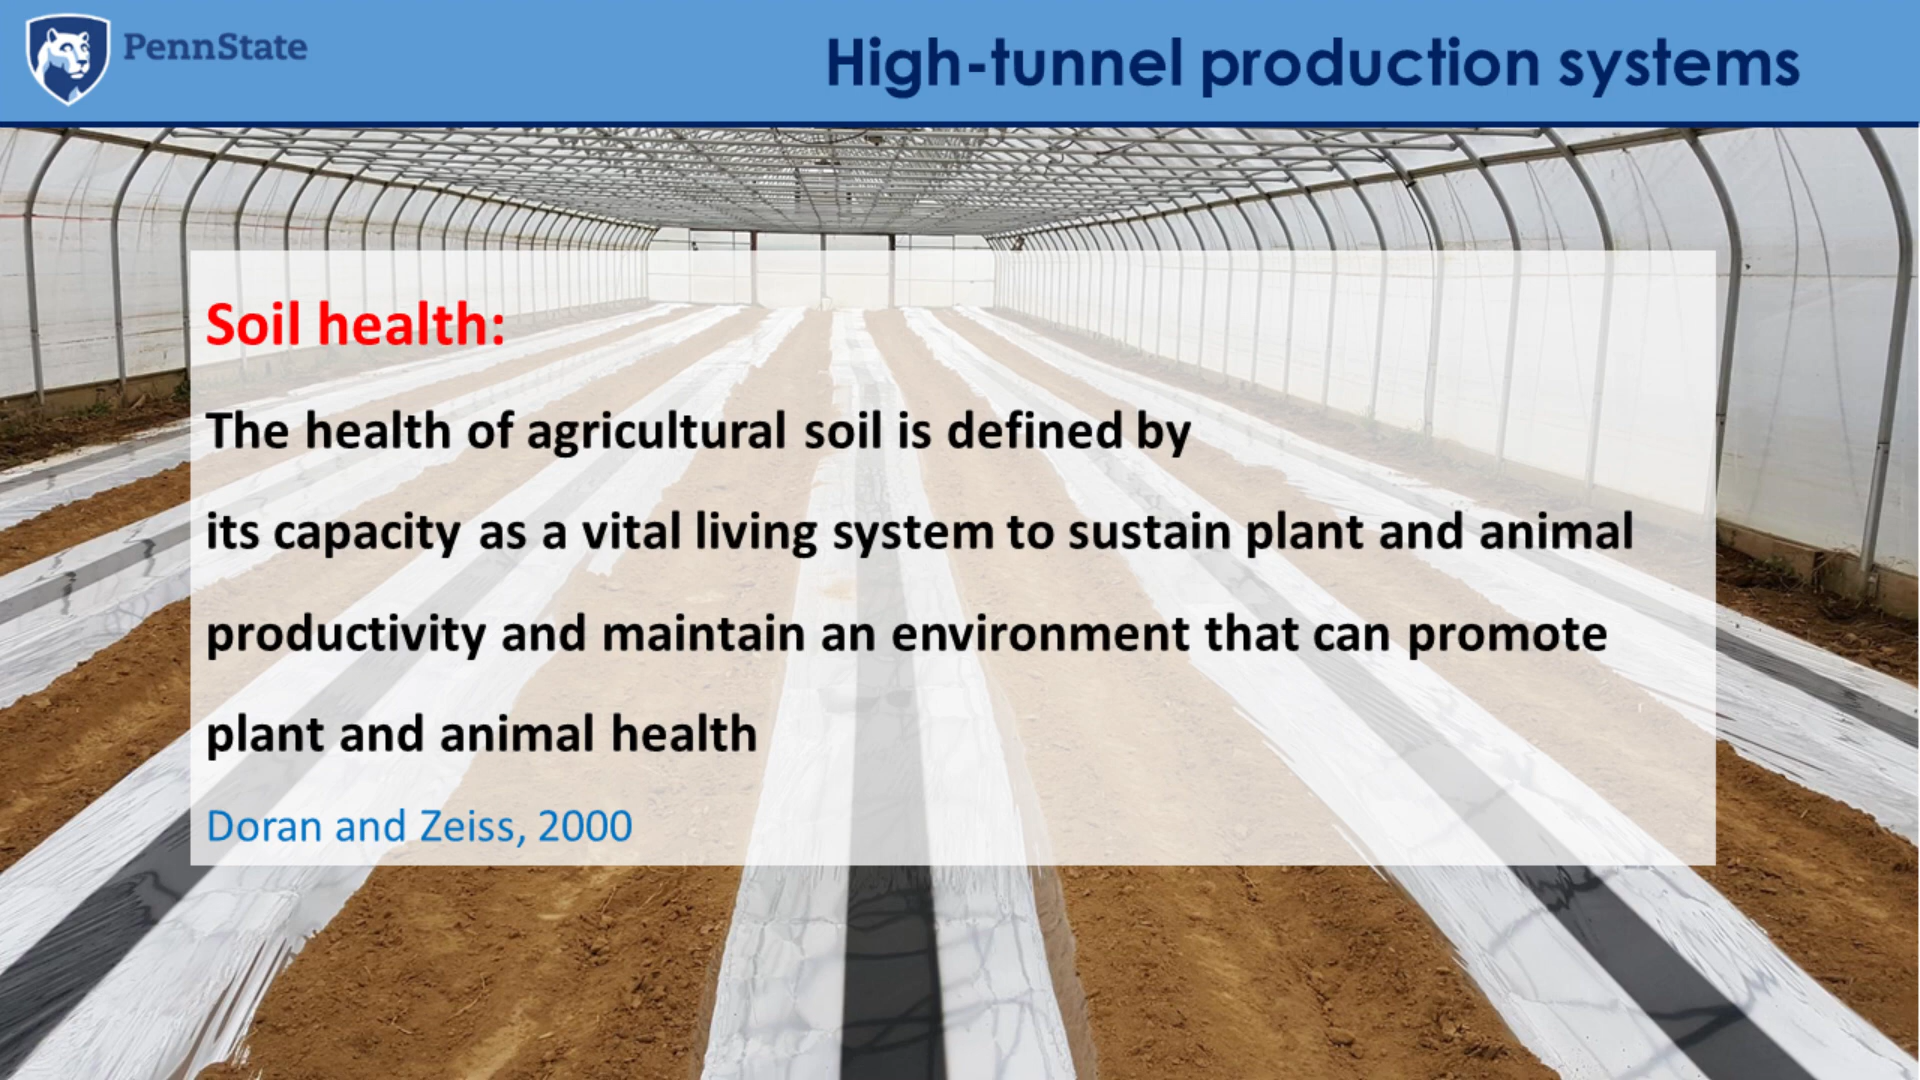 PennState
High-tunnel production systems
Soil health:
The health of agricultural soil is defined by
its capacity as a vital living system to sustain plant and animal
productivity and maintain an environment that can promote
plant and animal health
Doran and Zeiss, 2000